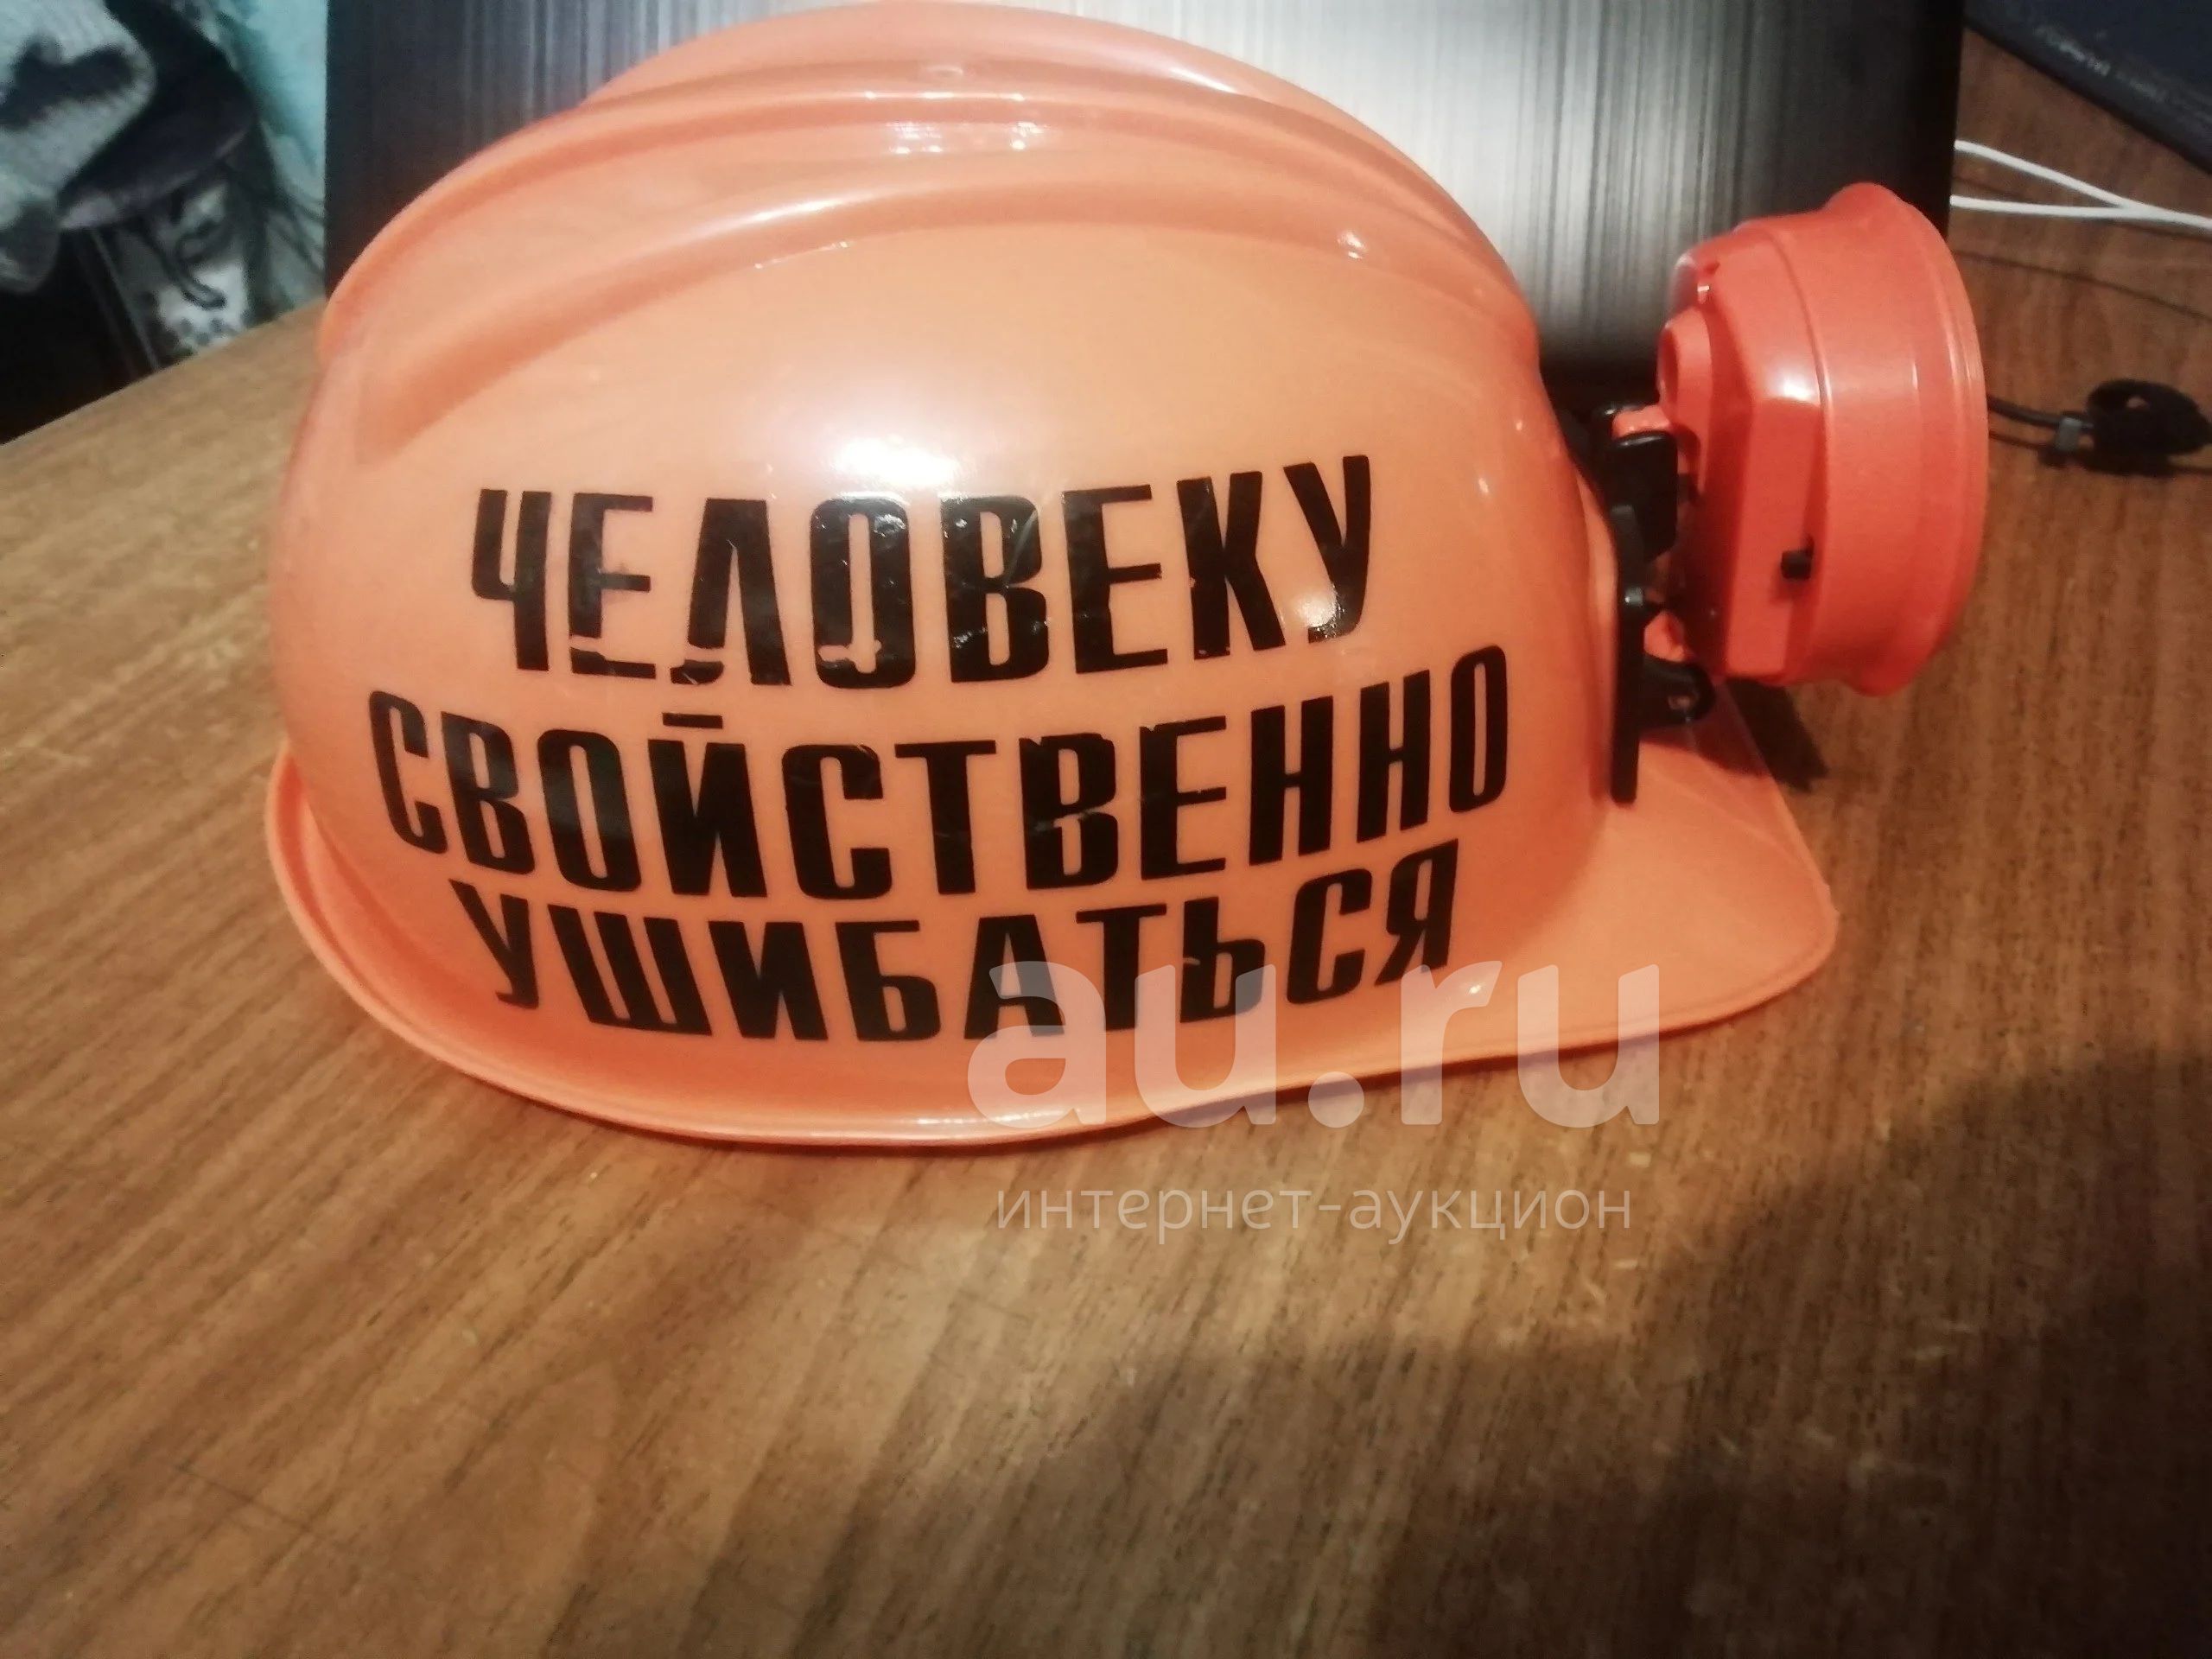 ЧЕЛОВЕКУ
СВОЙСТВЕННО
УШИБАТЬСЯ
au.ru
интернет-аукцион